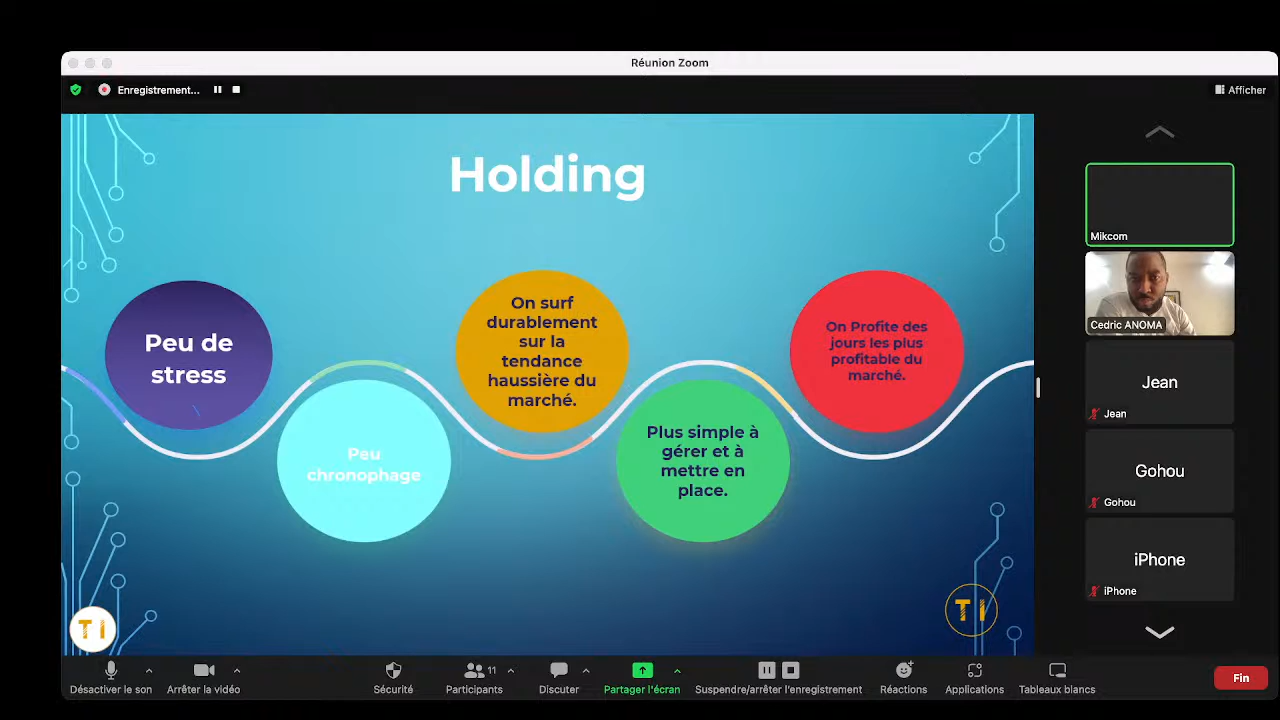 Réunion Zoom
Enregistrement...
Afficher
Holding
Peu de
stress
Peu
chronophage
On surf
durablement
sur la
tendance
haussière du
marché.
Plus simple à
gérer et à
mettre en
place.
On Profite des
jours les plus
profitable du
marché.
T I
T I
Mikcom
Cedric ANOMA
Jean
Jean
Gohou
Gohou
iPhone
iPhone
Désactiver le son
Arrêter la vidéo
Sécurité
11
Participants
Discuter
Partager l'écran
Suspendre/arrêter l'enregistrement
Réactions
Applications
Tableaux blancs
Fin